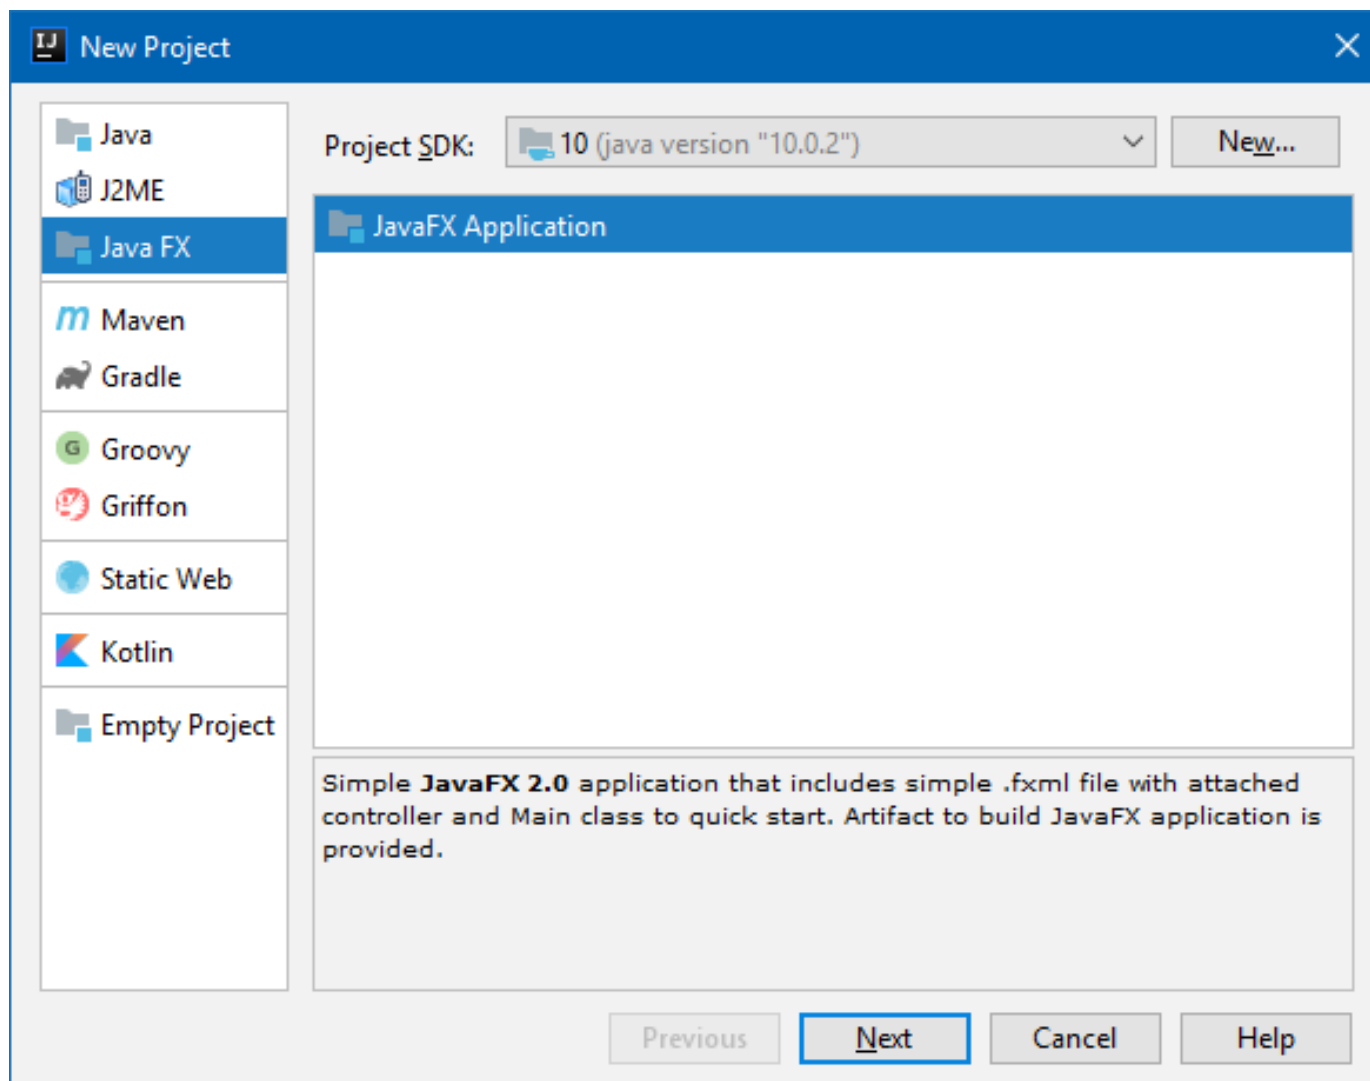 IJ New Project
Java
J2ME
Java FX
Maven
Gradle
Groovy
Griffon
Static Web
Kotlin
Empty Project
Project SDK: 10 (java version "10.0.2") New...
JavaFX Application
Simple JavaFX 2.0 application that includes simple .fxml file with attached
controller and Main class to quick start. Artifact to build JavaFX application is
provided.
Previous Next Cancel Help